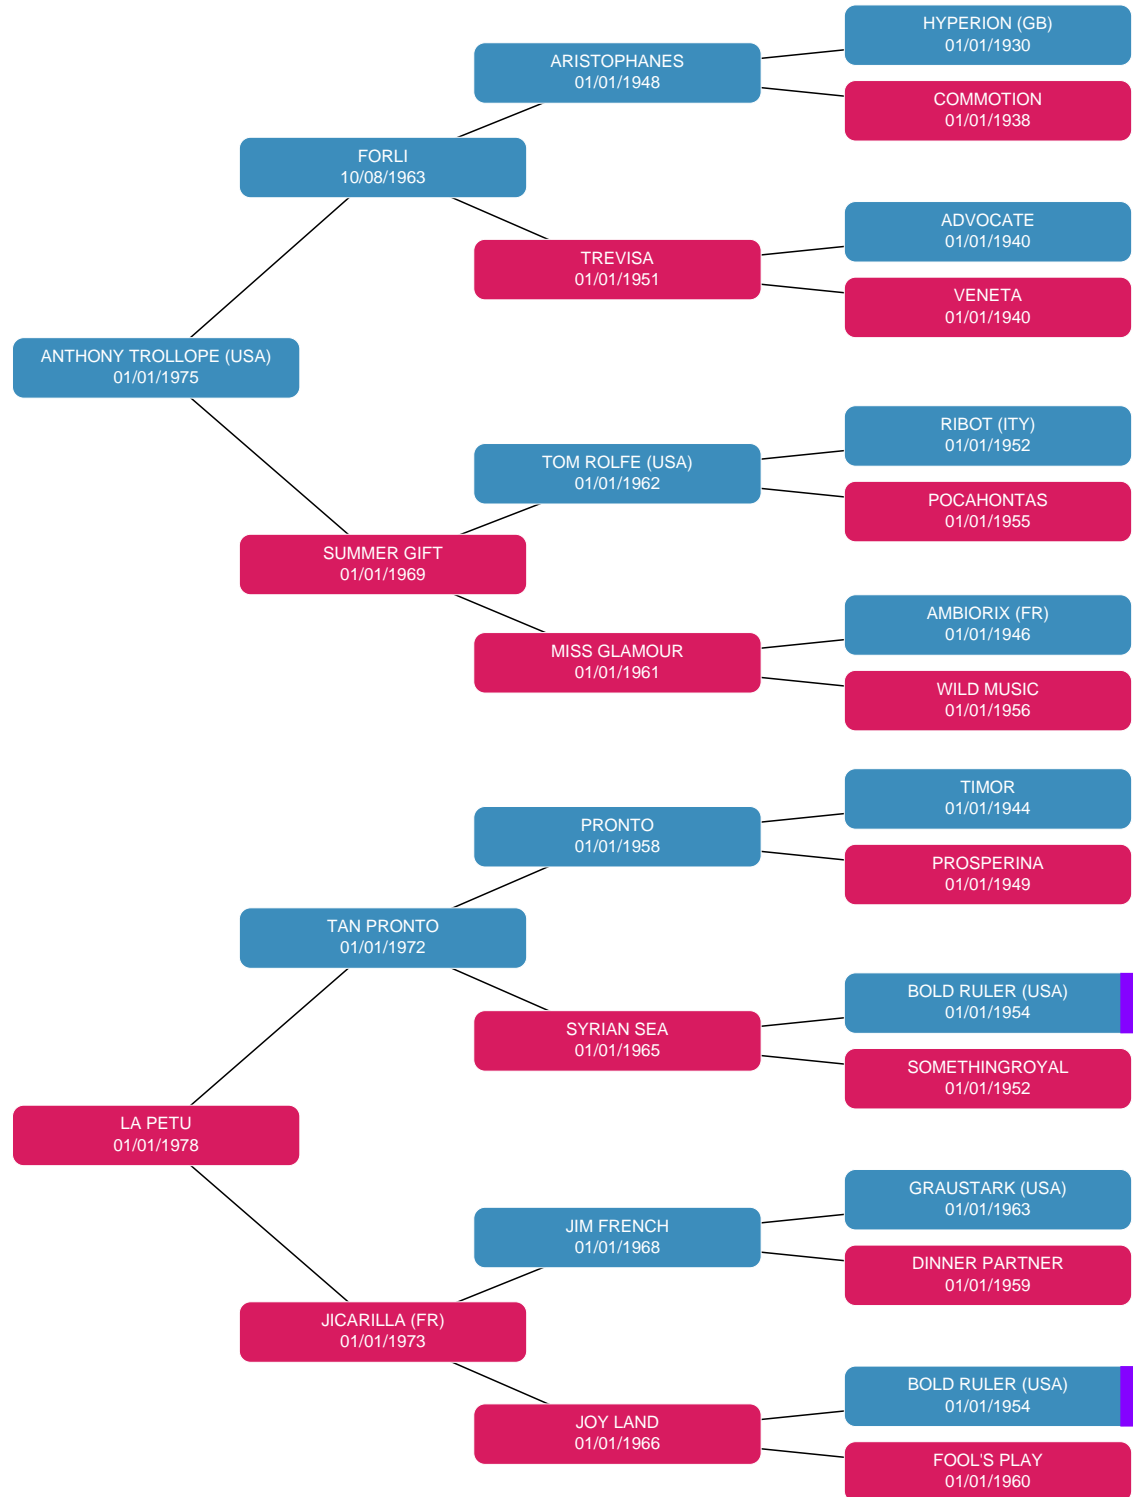 HYPERION (GB)
01/01/1930
ARISTOPHANES
01/01/1948
COMMOTION
01/01/1938
FORLI
10/08/1963
ADVOCATE
01/01/1940
TREVISA
01/01/1951
VENETA
01/01/1940
ANTHONY TROLLOPE (USA)
01/01/1975
RIBOT (ITY)
01/01/1952
TOM ROLFE (USA)
01/01/1962
POCAHONTAS
01/01/1955
SUMMER GIFT
01/01/1969
AMBIORIX (FR)
01/01/1946
MISS GLAMOUR
01/01/1961
WILD MUSIC
01/01/1956
TIMOR
01/01/1944
PRONTO
01/01/1958
PROSPERINA
01/01/1949
TAN PRONTO
01/01/1972
BOLD RULER (USA)
01/01/1954
SYRIAN SEA
01/01/1965
SOMETHINGROYAL
01/01/1952
LA PETU
01/01/1978
GRAUSTARK (USA)
01/01/1963
JIM FRENCH
01/01/1968
DINNER PARTNER
01/01/1959
JICARILLA (FR)
01/01/1973
BOLD RULER (USA)
01/01/1954
JOY LAND
01/01/1966
FOOL'S PLAY
01/01/1960